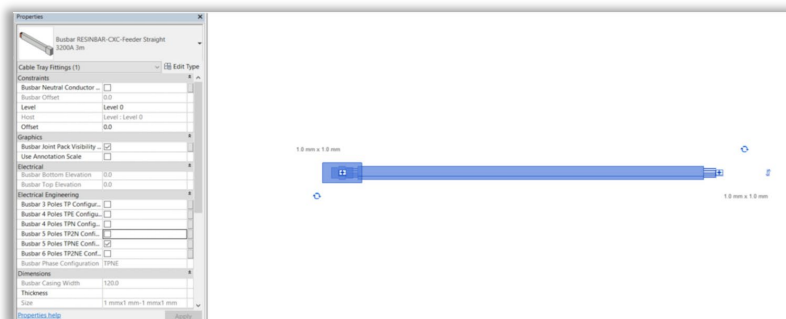 Properties
Busbar RESINBAR-CXC-Feeder Straight
3200A 3m
Cable Tray Fittings (1)
Edit Type
Constraints
Busbar Neutral Conductor ...
Busbar Offset 0.0
Level Level 0
Host Level : Level 0
Offset 0.0
Graphics
Busbar Joint Pack Visibility ...
Use Annotation Scale
Electrical
Busbar Bottom Elevation 0.0
Busbar Top Elevation 0.0
Electrical Engineering
Busbar 3 Poles TP Configur...
Busbar 4 Poles TPE Configu...
Busbar 4 Poles TPN Config...
Busbar 5 Poles TP2N Confi...
Busbar 5 Poles TPNE Confi...
Busbar 6 Poles TP2NE Conf...
Busbar Phase Configuration TPNE
Dimensions
Busbar Casing Width 120.0
Thickness
Size 1 mmx1 mm-1 mmx1 mm
Properties help
Apply
1.0 mm x 1.0 mm
1.0 mm x 1.0 mm